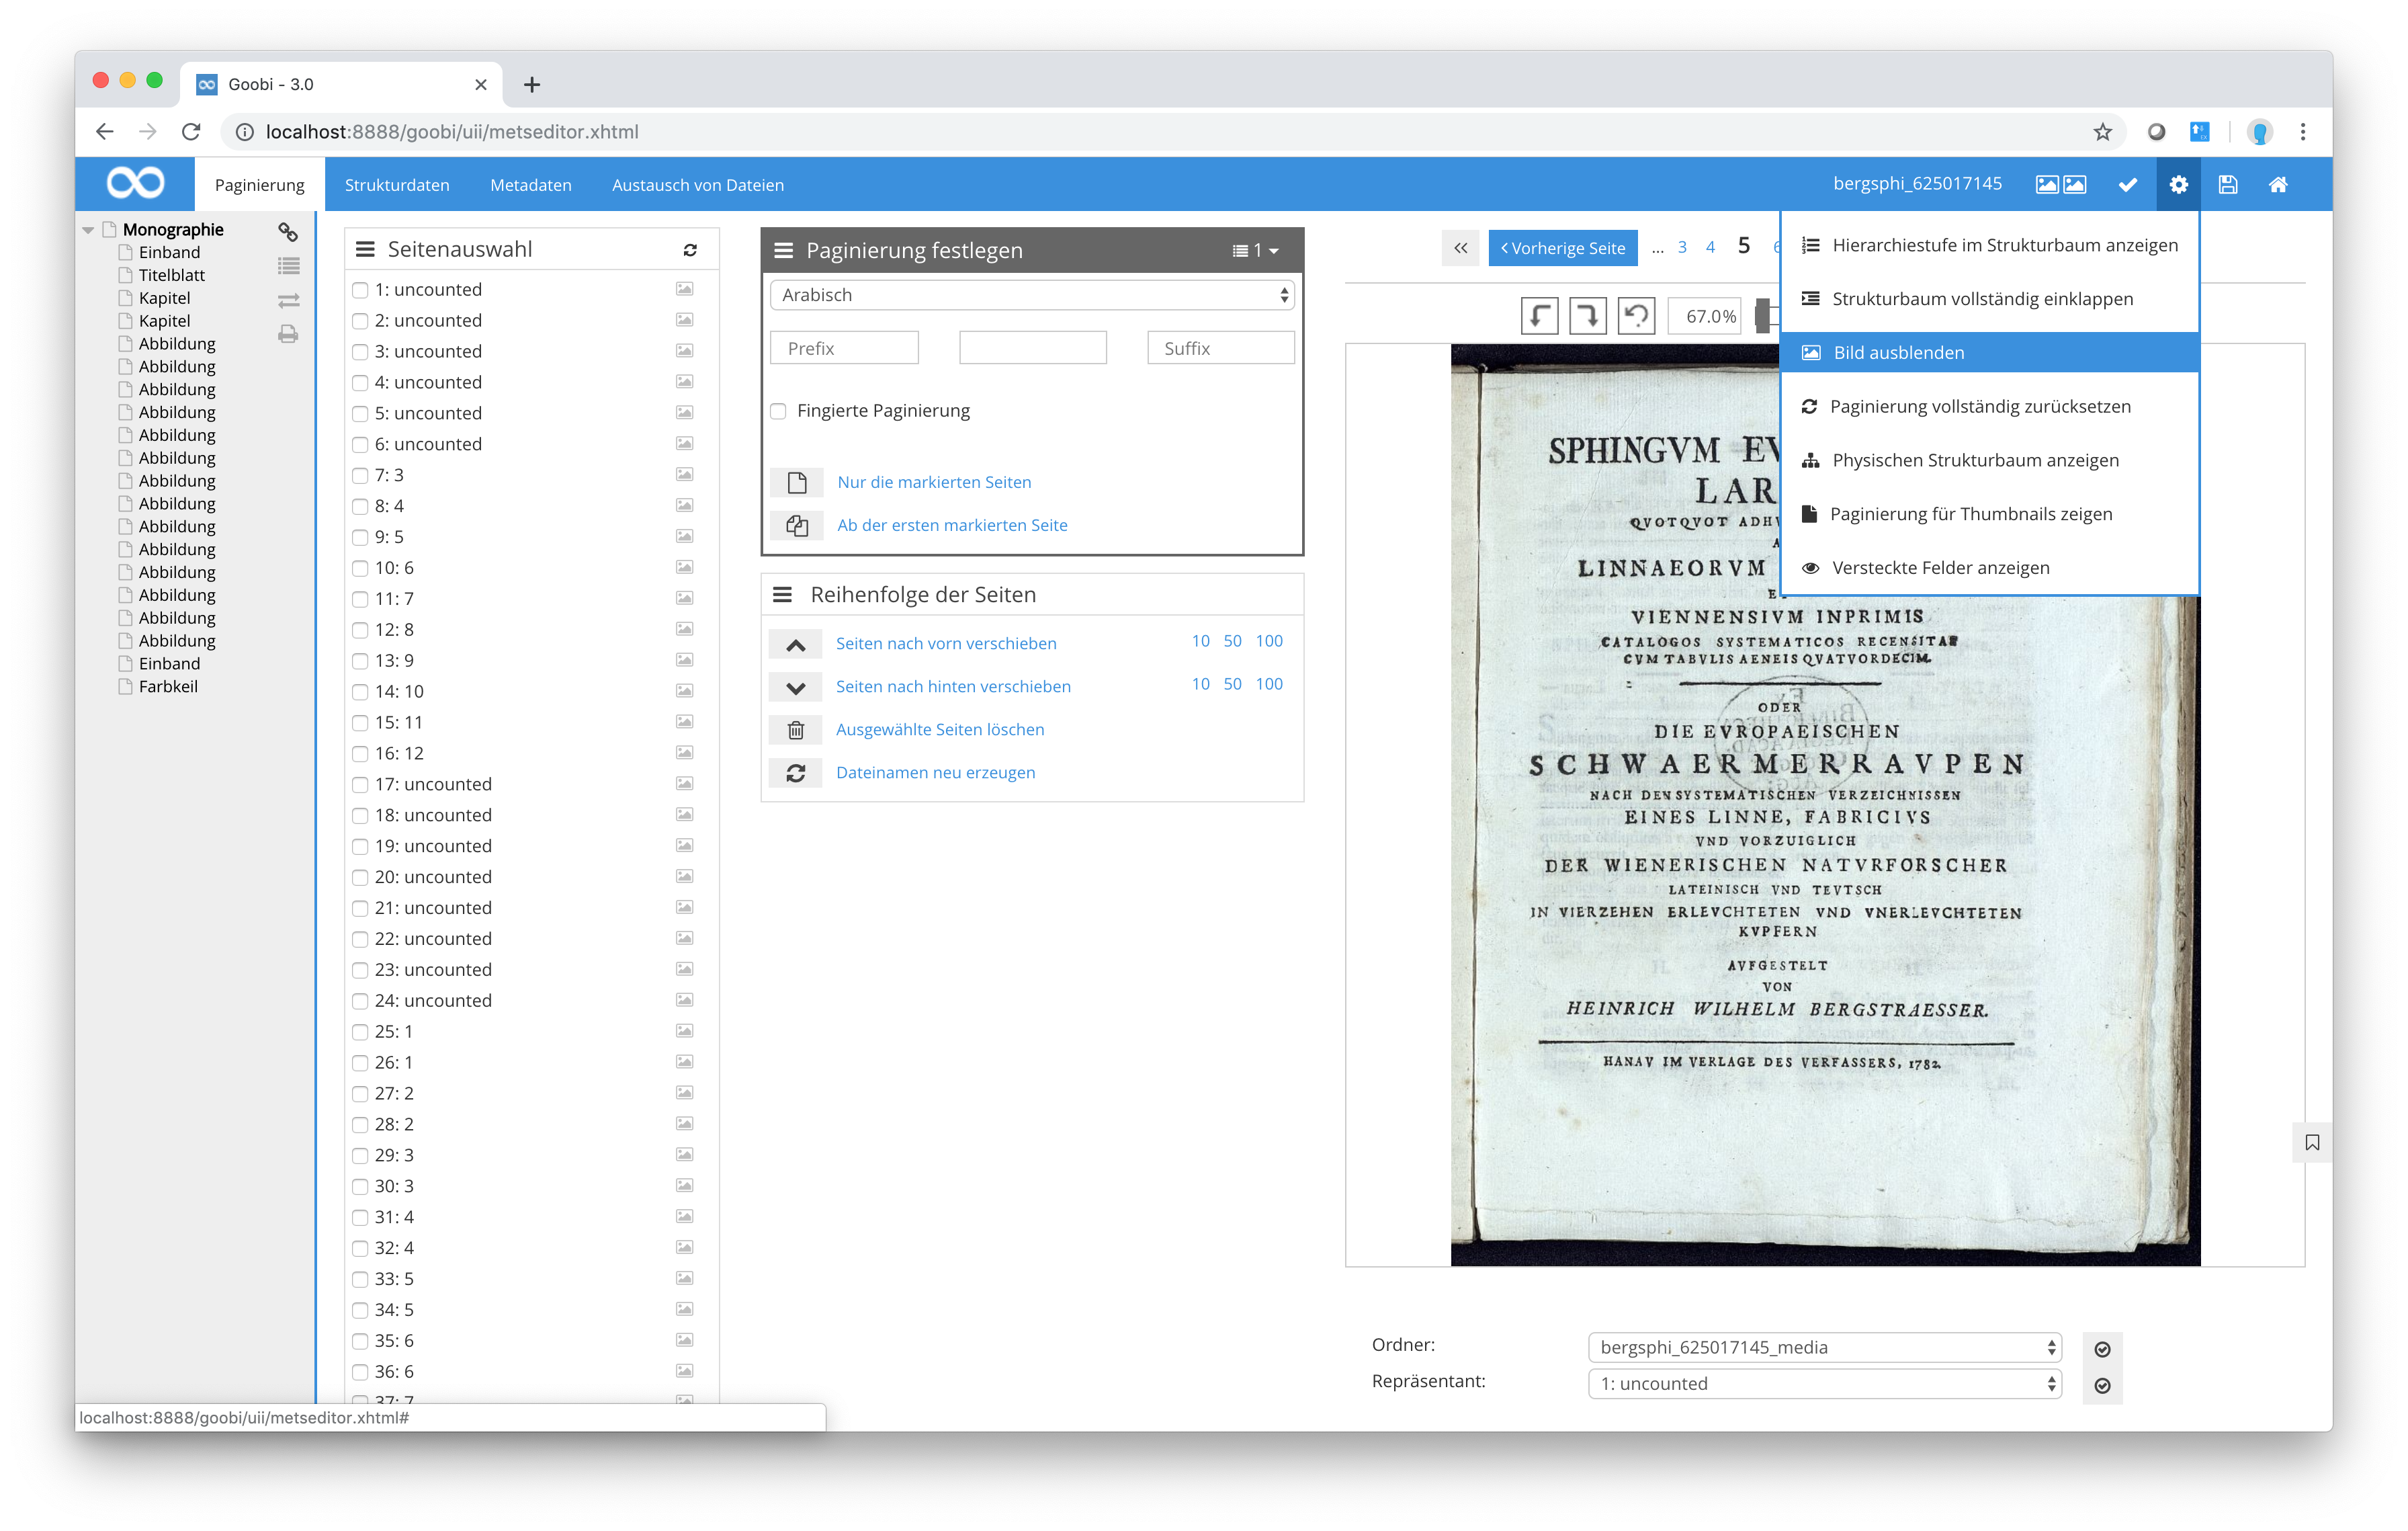 Goobi - 3.0
localhost:8888/goobi/uii/metseditor.xhtml
Paginierung
Strukturdaten
Metadaten
Austausch von Dateien
bergsphi_625017145
Monographie
Einband
Titelblatt
Kapitel
Kapitel
Abbildung
Abbildung
Abbildung
Abbildung
Abbildung
Abbildung
Abbildung
Abbildung
Abbildung
Abbildung
Abbildung
Abbildung
Abbildung
Abbildung
Einband
Farbkeil
Seitenauswahl
1: uncounted
2: uncounted
3: uncounted
4: uncounted
5: uncounted
6: uncounted
7: 3
8: 4
9: 5
10: 6
11: 7
12: 8
13: 9
14: 10
15: 11
16: 12
17: uncounted
18: uncounted
19: uncounted
20: uncounted
21: uncounted
22: uncounted
23: uncounted
24: uncounted
25: 1
26: 1
27: 2
28: 2
29: 3
30: 3
31: 4
32: 4
33: 5
34: 5
35: 6
36: 6
37: 7
localhost:8888/goobi/uii/metseditor.xhtml#
Paginierung festlegen
1
Arabisch
Prefix
Suffix
Fingierte Paginierung
Nur die markierten Seiten
Ab der ersten markierten Seite
Reihenfolge der Seiten
Seiten nach vorn verschieben 10 50 100
Seiten nach hinten verschieben 10 50 100
Ausgewählte Seiten löschen
Dateinamen neu erzeugen
Vorherige Seite ... 3 4 5 6
67.0%
Hierarchiestufe im Strukturbaum anzeigen
Strukturbaum vollständig einklappen
Bild ausblenden
Paginierung vollständig zurücksetzen
Physischen Strukturbaum anzeigen
Paginierung für Thumbnails zeigen
Versteckte Felder anzeigen
SPHINGVM
LAR
QVOTQVOT
LINNAEORVM
VIENNENSIVM INPRIMIS
CATALOGOS SYSTEMATICOS RECENSITAE
CVM TABVLIS AENEIS QVATVORDECIM.
ODER
DIE EVROPAEISCHEN
SCHWAERMERRAVPEN
NACH DEN SYSTEMATISCHEN VERZEICHNISSEN
EINES LINNE, FABRICIVS
VND VORZUIGLICH
DER WIENERISCHEN NATVRFORSCHER
LATEINISCH VND TEVTSCH
IN VIERZEHEN ERLEVCHTETEN VND VNERLEVCHTETEN
KVPFERN
AVFGESTELT
VON
HEINRICH WILHELM BERGSTRAESSER.
HANAV IM VERLAGE DES VERFASSERS, 1782.
Ordner:
bergsphi_625017145_media
Repräsentant:
1: uncounted